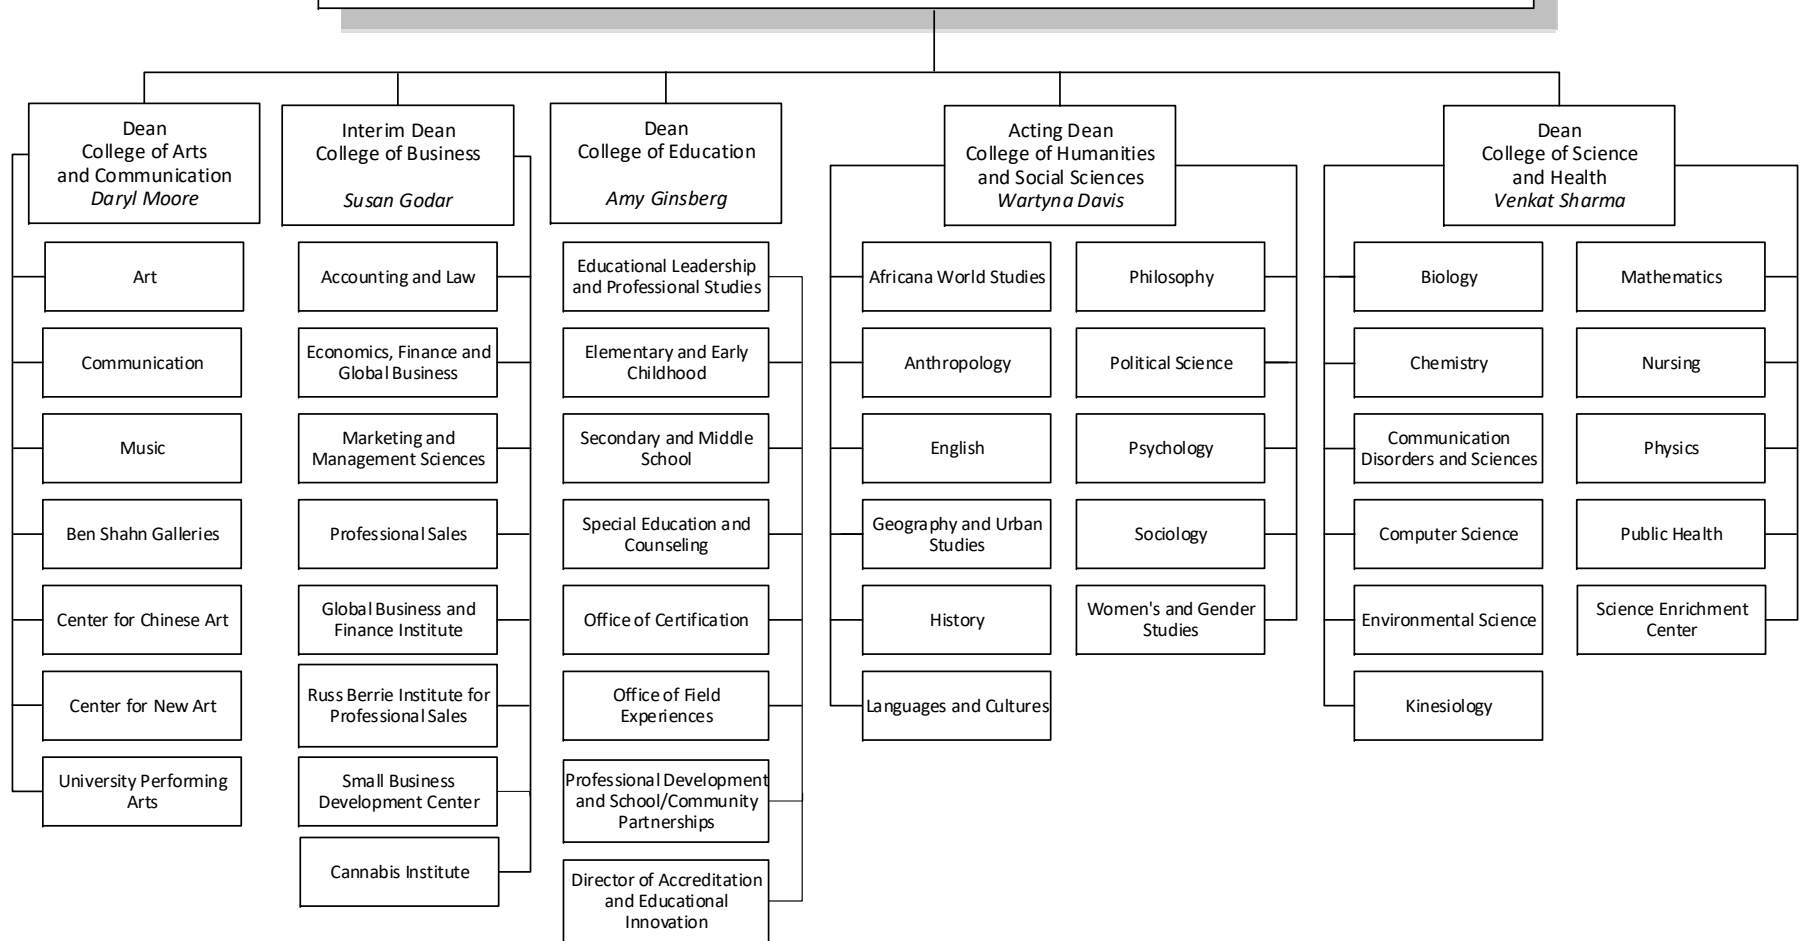 Dean
College of Arts
and Communication
Daryl Moore
Art
Communication
Music
Ben Shahn Galleries
Center for Chinese Art
Center for New Art
University Performing
Arts
Interim Dean
College of Business
Susan Godar
Accounting and Law
Economics, Finance and
Global Business
Marketing and
Management Sciences
Professional Sales
Global Business and
Finance Institute
Russ Berrie Institute for
Professional Sales
Small Business
Development Center
Cannabis Institute
Dean
College of Education
Amy Ginsberg
Educational Leadership
and Professional Studies
Elementary and Early
Childhood
Secondary and Middle
School
Special Education and
Counseling
Office of Certification
Office of Field
Experiences
Professional Development
and School/Community
Partnerships
Director of Accreditation
and Educational
Innovation
Acting Dean
College of Humanities
and Social Sciences
Wartyna Davis
Africana World Studies
Anthropology
English
Geography and Urban
Studies
History
Languages and Cultures
Philosophy
Political Science
Psychology
Sociology
Women's and Gender
Studies
Dean
College of Science
and Health
Venkat Sharma
Biology
Chemistry
Communication
Disorders and Sciences
Computer Science
Environmental Science
Kinesiology
Mathematics
Nursing
Physics
Public Health
Science Enrichment
Center